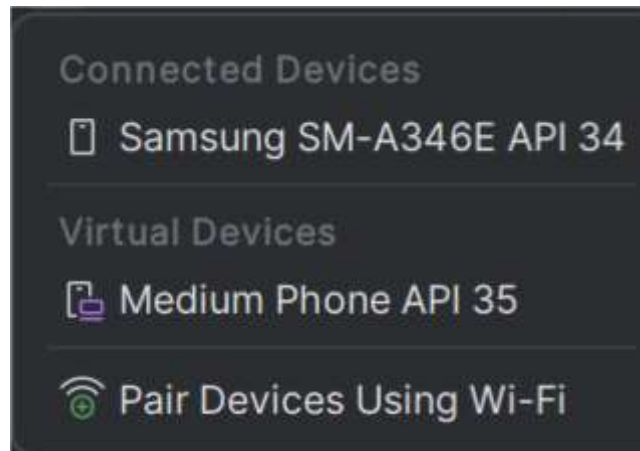 Connected Devices
Samsung SM-A346E API 34
Virtual Devices
Medium Phone API 35
Pair Devices Using Wi-Fi